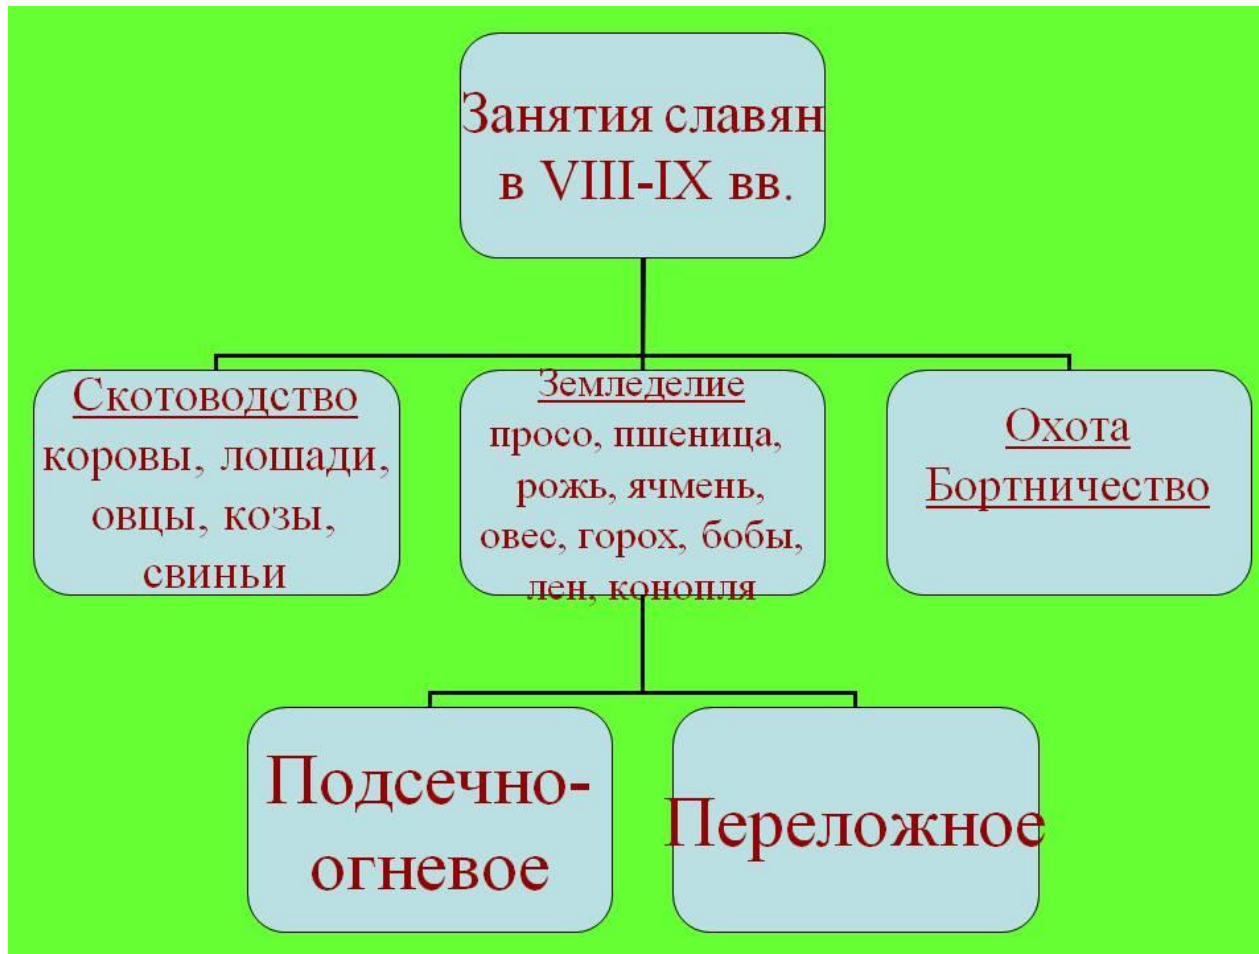 Занятия славян
в VIII-IX вв.
Скотоводство
коровы, лошади,
овцы, козы,
свиньи
Земледелие
просо, пшеница,
рожь, ячмень,
овес, горох, бобы,
лен, конопля
Охота
Бортничество
Подсечно-
огневое
Переложное